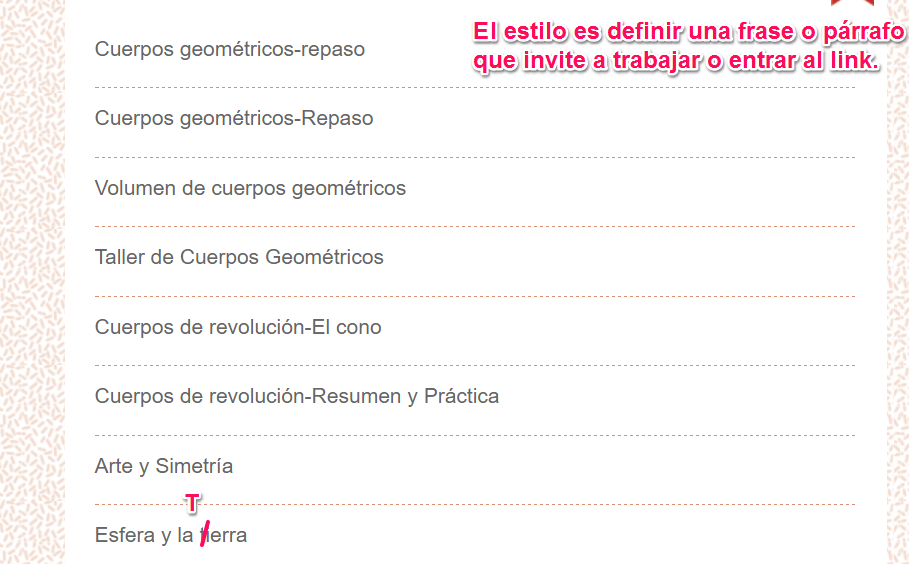 El estilo es definir una frase o párrafo
que invite a trabajar o entrar al link.
Cuerpos geométricos-repaso
Cuerpos geométricos-Repaso
Volumen de cuerpos geométricos
Taller de Cuerpos Geométricos
Cuerpos de revolución-El cono
Cuerpos de revolución-Resumen y Práctica
Arte y Simetría
T
Esfera y la tierra